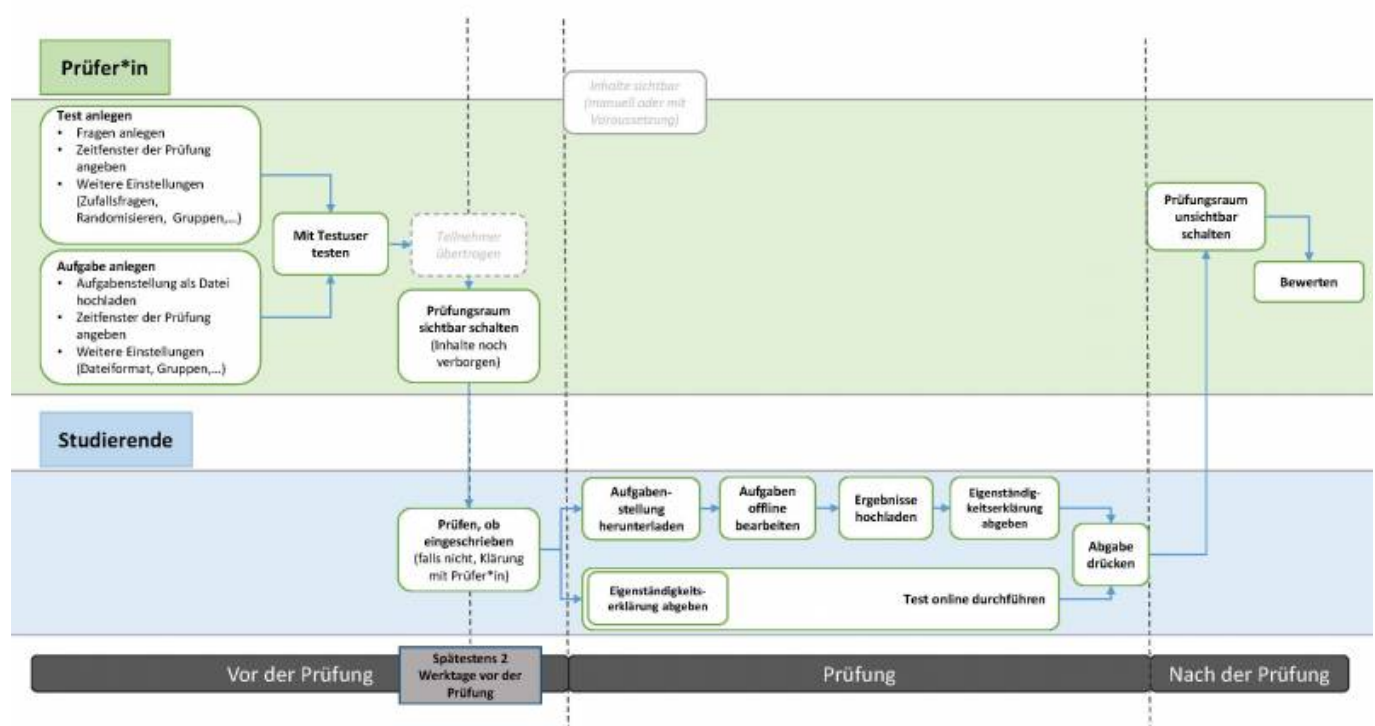 Prüfer*in
Inhalte sichtbar
(manuell oder mit
Voraussetzung)
Test anlegen
• Fragen anlegen
• Zeitfenster der Prüfung
angeben
• Weitere Einstellungen
(Zufallsfragen,
Randomisieren, Gruppen,...)
Aufgabe anlegen
• Aufgabenstellung als Datei
hochladen
• Zeitfenster der Prüfung
angeben
• Weitere Einstellungen
(Dateiformat, Gruppen,...)
Mit Testuser
testen
Teilnehmer
übertragen
Prüfungsraum
sichtbar schalten
(Inhalte noch
verborgen)
Prüfungsraum
unsichtbar
schalten
Bewerten
Studierende
Prüfen, ob
eingeschrieben
(falls nicht, Klärung
mit Prüfer*in)
Aufgaben-
stellung
herunterladen
Aufgaben
offline
bearbeiten
Ergebnisse
hochladen
Eigenständig-
keitserklärung
abgeben
Eigenständigkeits-
erklärung abgeben
Test online durchführen
Abgabe
drücken
Vor der Prüfung
Spätestens 2
Werktage vor der
Prüfung
Prüfung
Nach der Prüfung